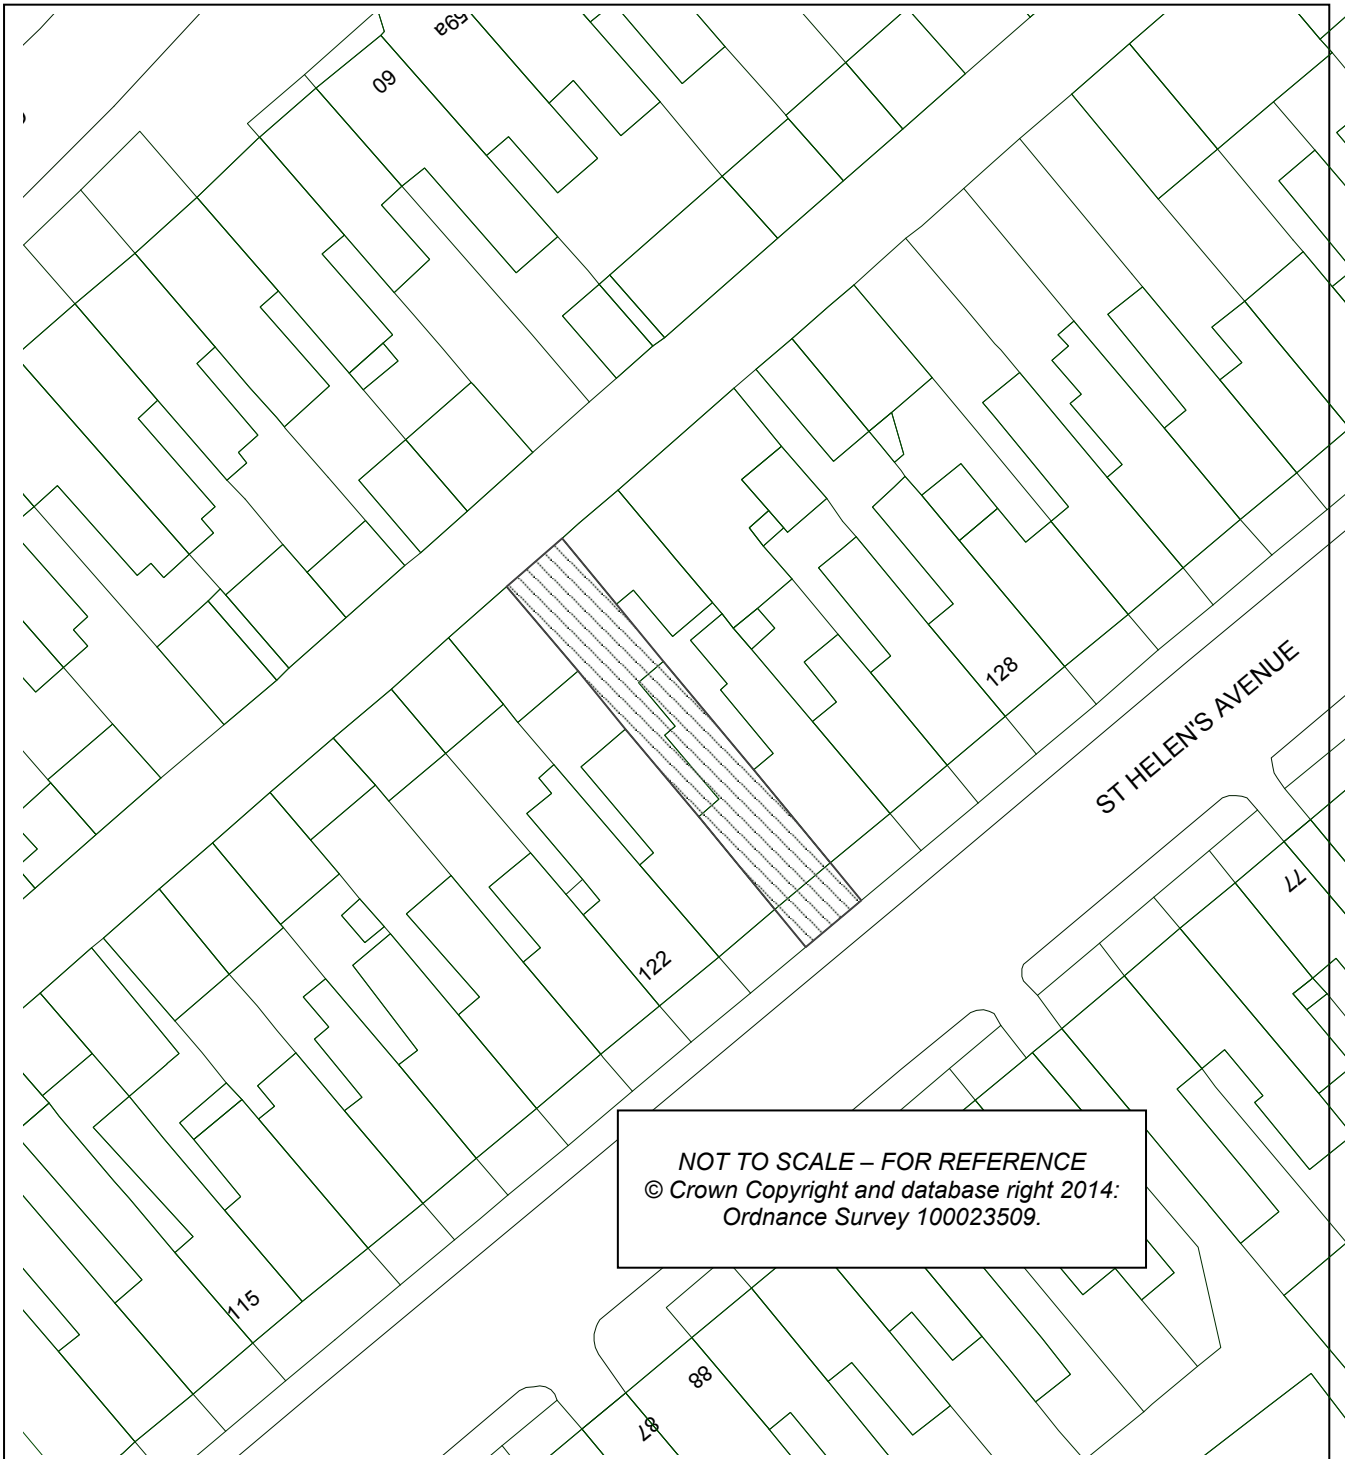 59a
60
128
ST HELEN'S AVENUE
77
122
NOT TO SCALE – FOR REFERENCE
© Crown Copyright and database right 2014:
Ordnance Survey 100023509.
115
88
87